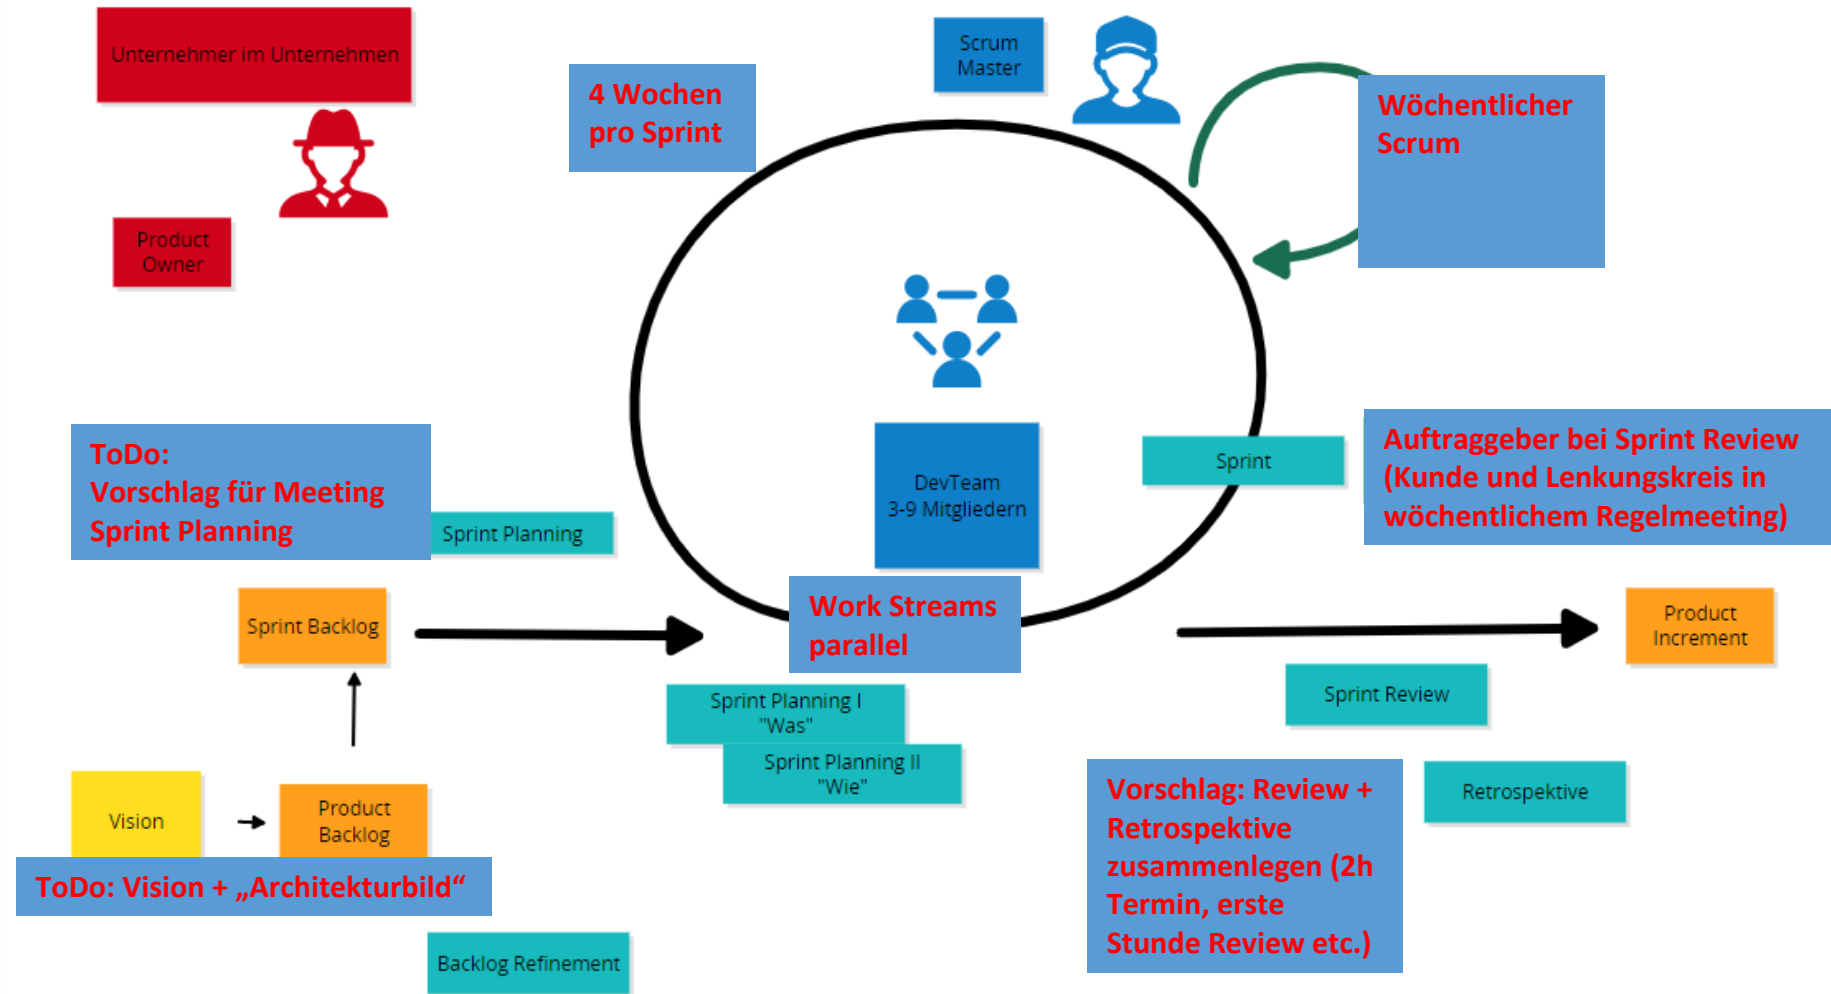 Unternehmer im Unternehmen
Scrum
Master
4 Wochen
pro Sprint
Wöchentlicher
Scrum
Product
Owner
ToDo:
Vorschlag für Meeting
Sprint Planning
Sprint Planning
DevTeam
3-9 Mitgliedern
Sprint
Auftraggeber bei Sprint Review
(Kunde und Lenkungskreis in
wöchentlichem Regelmeeting)
Sprint Backlog
Work Streams
parallel
Product
Increment
Sprint Planning I
"Was"
Sprint Planning II
"Wie"
Sprint Review
Vision
Product
Backlog
ToDo: Vision + „Architekturbild“
Vorschlag: Review +
Retrospektive
zusammenlegen (2h
Termin, erste
Stunde Review etc.)
Retrospektive
Backlog Refinement